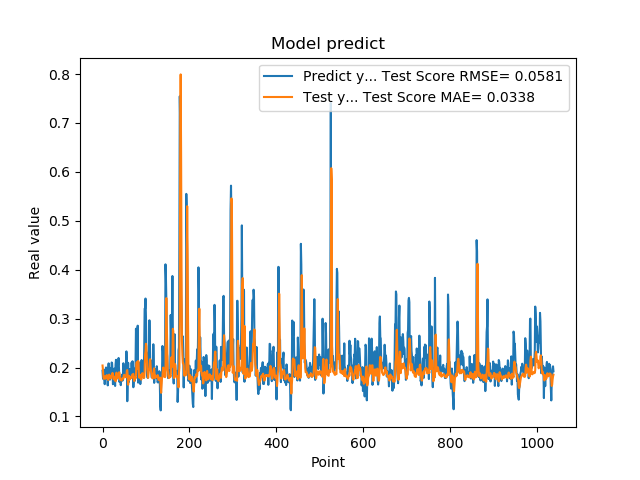 Model predict
Predict y... Test Score RMSE= 0.0581
Test y... Test Score MAE= 0.0338
0.8
0.7
0.6
0.5
0.4
0.3
0.2
0.1
Real value
0 200 400 600 800 1000
Point